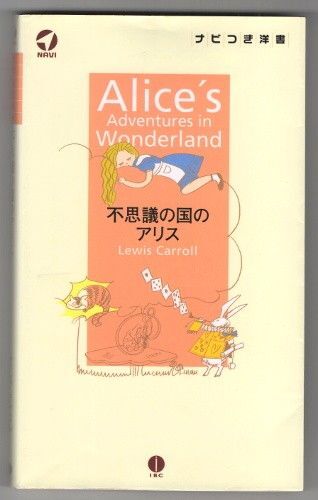 NAVI
ナビつき洋書
Alice's
Adventures in
Wonderland
不思議の国の
アリス
Lewis Carroll
IBC